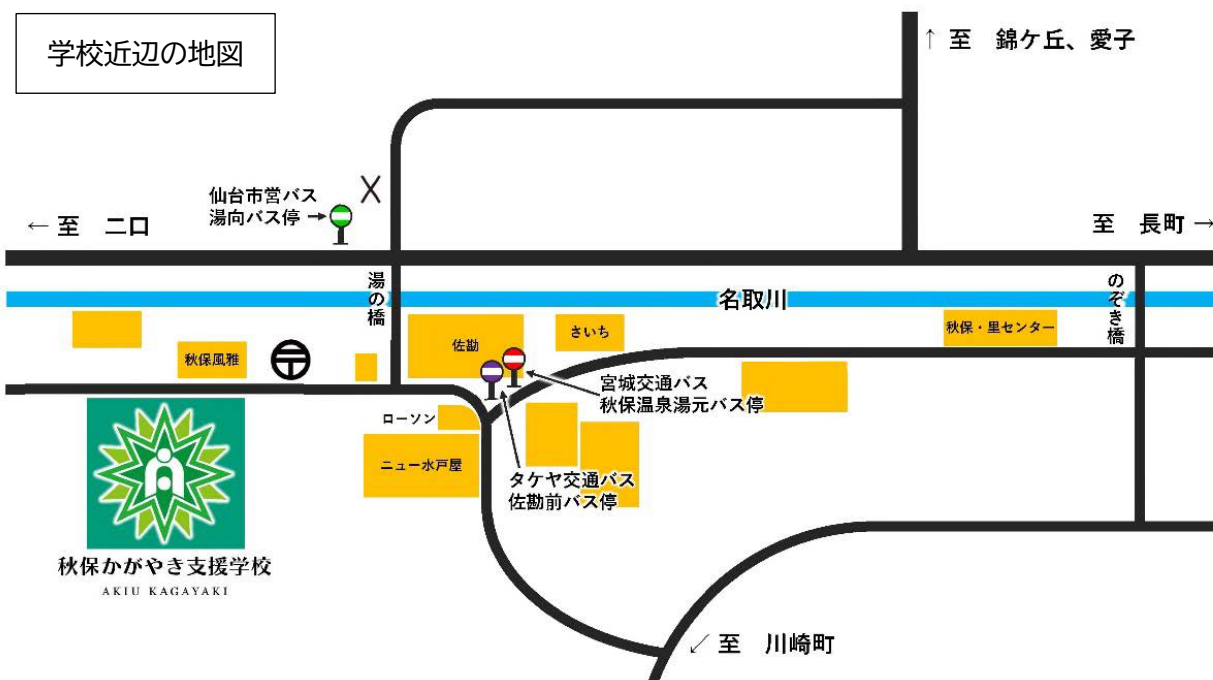 学校近辺の地図
↑ 至 錦ケ丘、愛子
仙台市営バス
湯向バス停 →
← 至 二口
至 長町 →
湯の橋
名取川
のぞき橋
佐勘
さいち
秋保・里センター
秋保風雅
宮城交通バス
秋保温泉湯元バス停
ローソン
ニュー水戸屋
タケヤ交通バス
佐勘前バス停
秋保かがやき支援学校
AKIU KAGAYAKI
↙ 至 川崎町